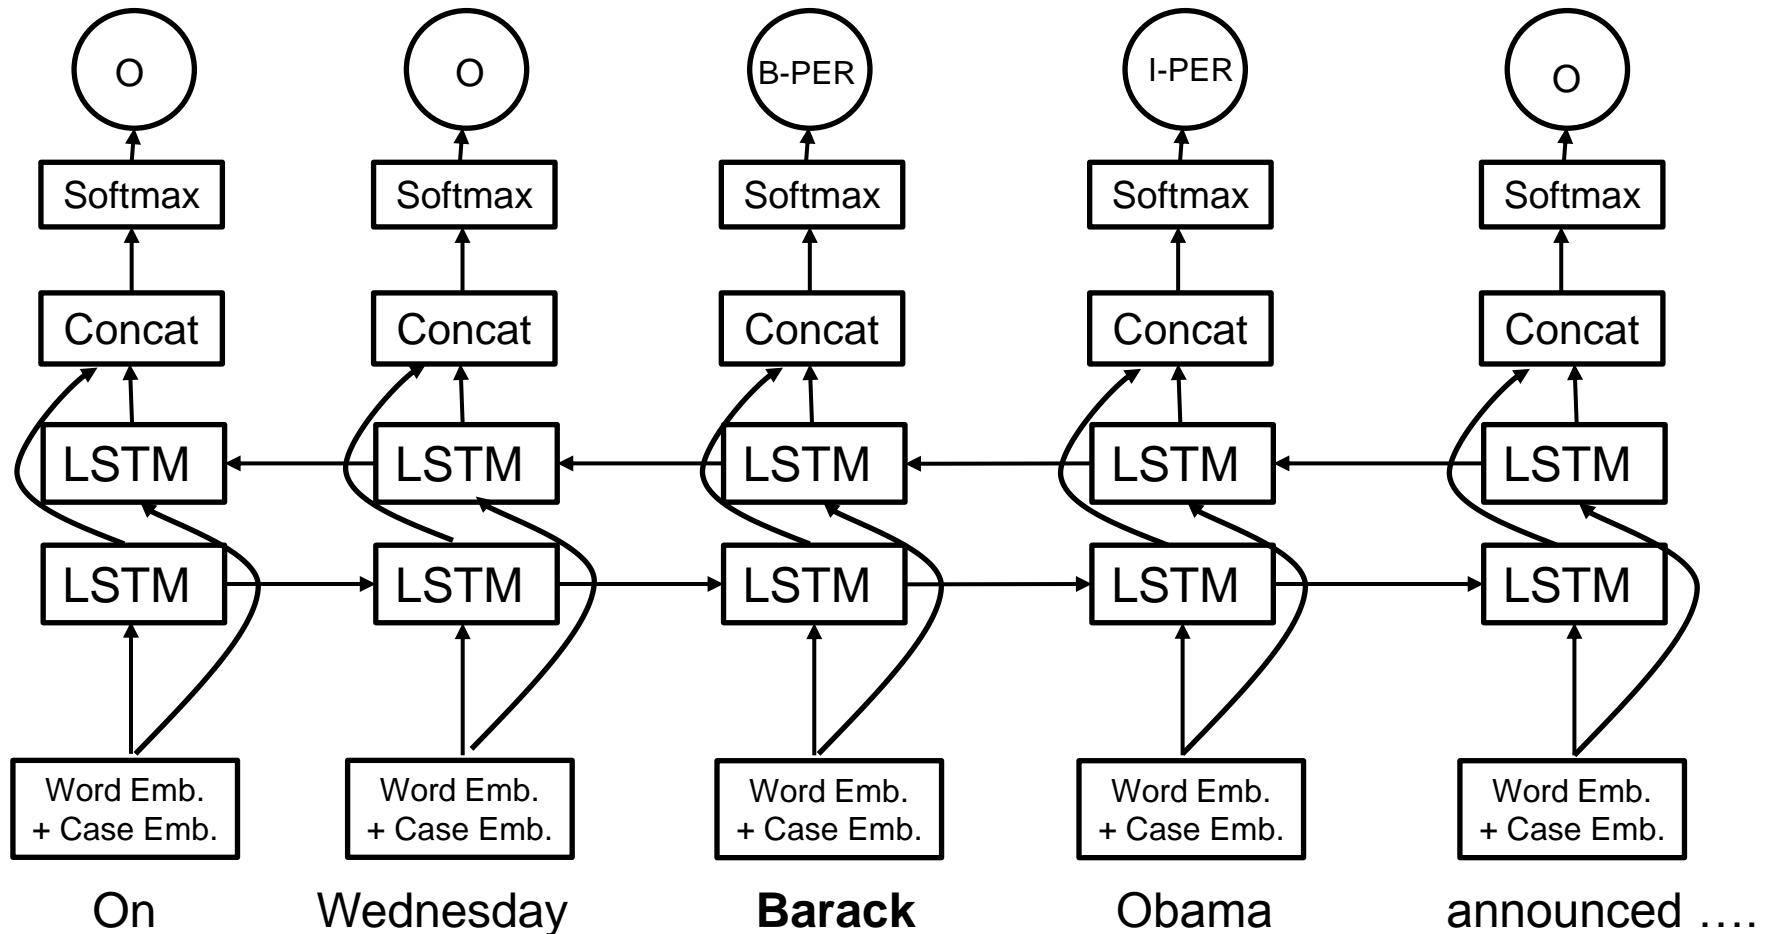 O O B-PER I-PER O
Softmax Softmax Softmax Softmax Softmax
Concat Concat Concat Concat Concat
LSTM LSTM LSTM LSTM LSTM
LSTM LSTM LSTM LSTM LSTM
Word Emb. Word Emb. Word Emb. Word Emb. Word Emb.
+ Case Emb. + Case Emb. + Case Emb. + Case Emb. + Case Emb.
On Wednesday Barack Obama announced ....